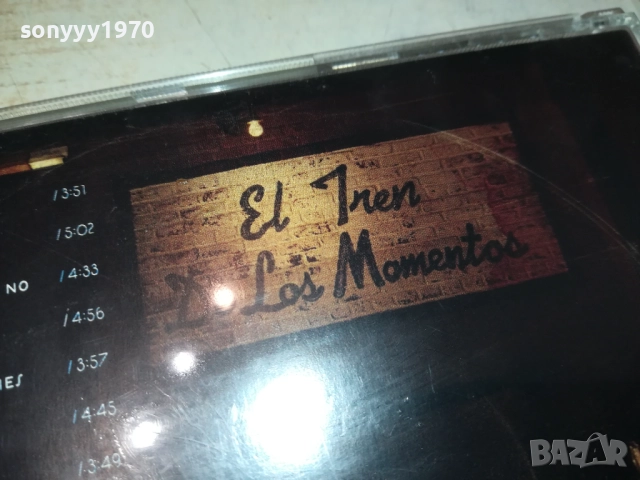 sonyyy1970
El Tren
De Los Momentos
/3:51
/5:02
NO /4:33
/4:56
/3:57
/4:45
/3:49
BAZAR
.bg